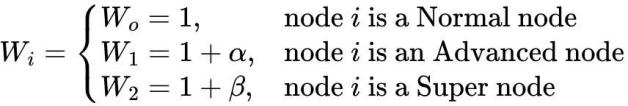 W_o = 1, node i is a Normal node
W_i = { W_1 = 1 + α, node i is an Advanced node
W_2 = 1 + β, node i is a Super node